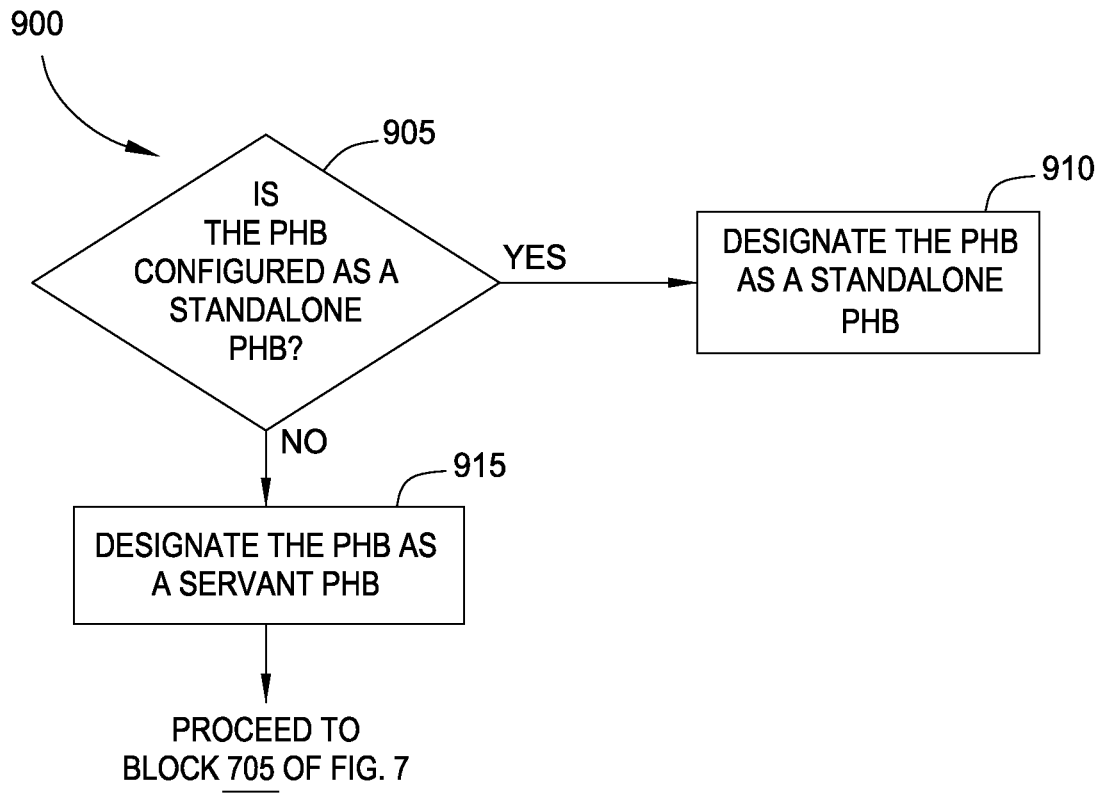 900
905
IS
THE PHB
CONFIGURED AS A
STANDALONE
PHB?
YES
910
DESIGNATE THE PHB
AS A STANDALONE
PHB
NO
915
DESIGNATE THE PHB AS
A SERVANT PHB
PROCEED TO
BLOCK 705 OF FIG. 7